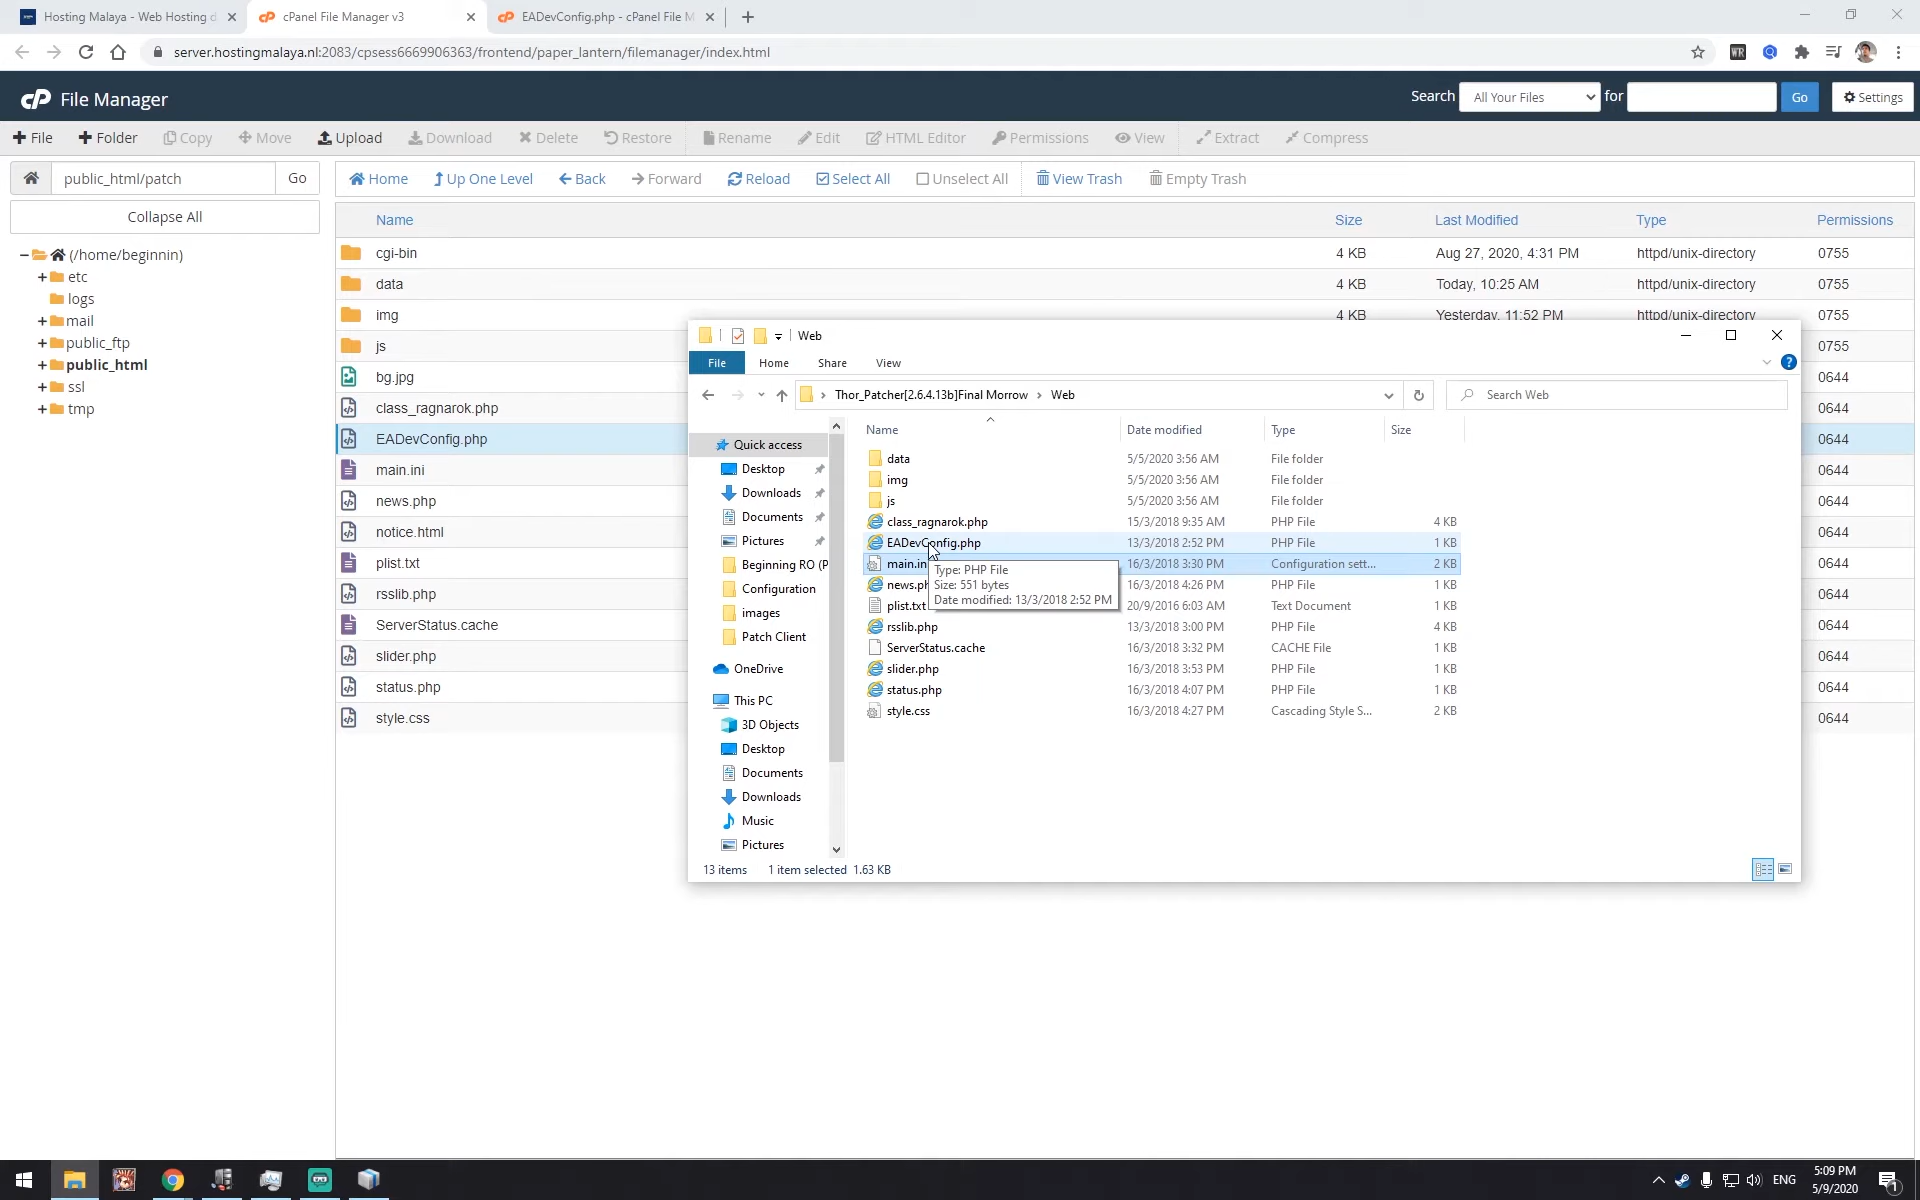 Hosting Malaya - Web Hosting d
cPanel File Manager v3
EADevConfig.php - cPanel File M
server.hostingmalaya.nl:2083/cpsess6669906363/frontend/paper_lantern/filemanager/index.html
WR
cP File Manager
Search All Your Files for Go Settings
File Folder Copy Move Upload Download Delete Restore Rename Edit HTML Editor Permissions View Extract Compress
public_html/patch Go
Home Up One Level Back Forward Reload Select All Unselect All View Trash Empty Trash
Collapse All
(/home/beginnin)
etc
logs
mail
public_ftp
public_html
ssl
tmp
Name Size Last Modified Type Permissions
cgi-bin 4 KB Aug 27, 2020, 4:31 PM httpd/unix-directory 0755
data 4 KB Today, 10:25 AM httpd/unix-directory 0755
img 4 KB Yesterday, 11:52 PM httpd/unix-directory 0755
js 0755
bg.jpg 0644
class_ragnarok.php 0644
EADevConfig.php 0644
main.ini 0644
news.php 0644
notice.html 0644
plist.txt 0644
rsslib.php 0644
ServerStatus.cache 0644
slider.php 0644
status.php 0644
style.css 0644
Web
File Home Share View
Thor_Patcher[2.6.4.13b]Final Morrow › Web
Search Web
Quick access
Desktop
Downloads
Documents
Pictures
Beginning RO (P
Configuration
images
Patch Client
OneDrive
This PC
3D Objects
Desktop
Documents
Downloads
Music
Pictures
Name Date modified Type Size
data 5/5/2020 3:56 AM File folder
img 5/5/2020 3:56 AM File folder
js 5/5/2020 3:56 AM File folder
class_ragnarok.php 15/3/2018 9:35 AM PHP File 4 KB
EADevConfig.php 13/3/2018 2:52 PM PHP File 1 KB
main.in 16/3/2018 3:30 PM Configuration sett... 2 KB
news.ph 16/3/2018 4:26 PM PHP File 1 KB
plist.txt 20/9/2016 6:03 AM Text Document 1 KB
rsslib.php 13/3/2018 3:00 PM PHP File 4 KB
ServerStatus.cache 16/3/2018 3:32 PM CACHE File 1 KB
slider.php 16/3/2018 3:53 PM PHP File 1 KB
status.php 16/3/2018 4:07 PM PHP File 1 KB
style.css 16/3/2018 4:27 PM Cascading Style S... 2 KB
Type: PHP File
Size: 551 bytes
Date modified: 13/3/2018 2:52 PM
13 items 1 item selected 1.63 KB
ENG
5:09 PM
5/9/2020
1